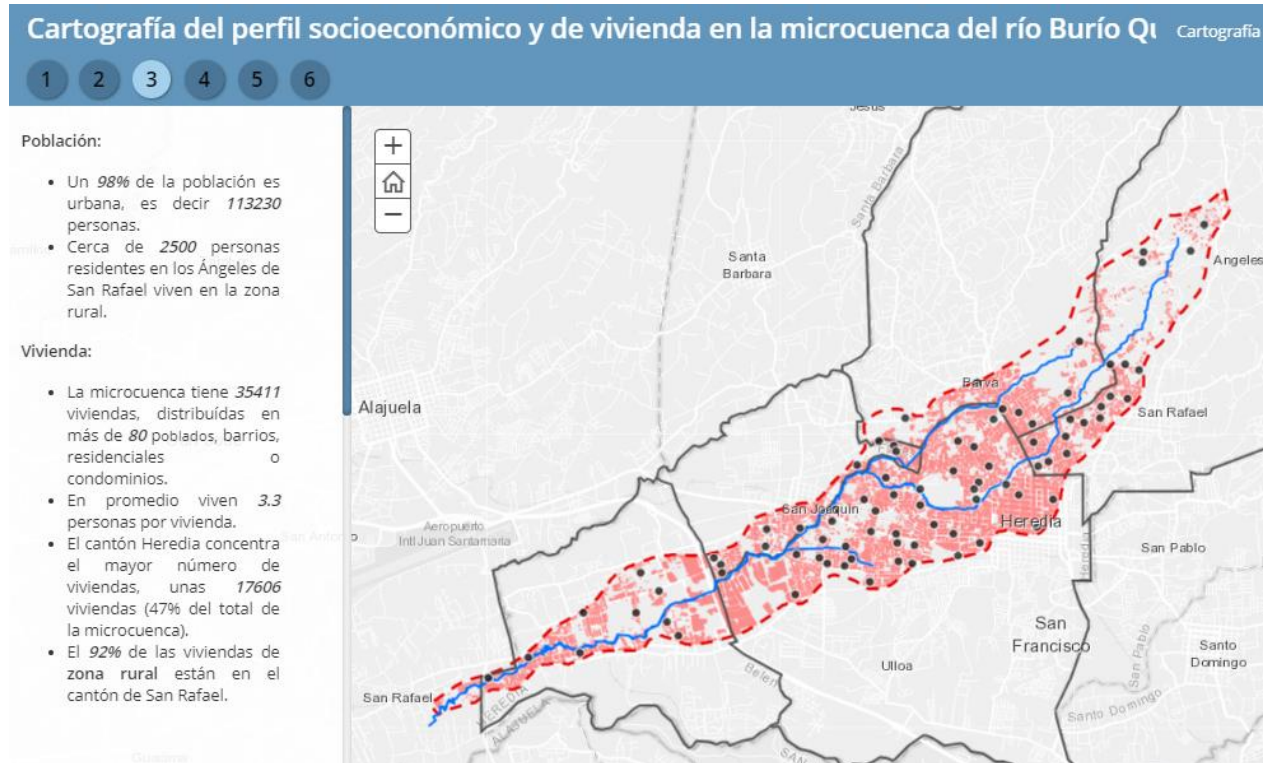 Cartografía del perfil socioeconómico y de vivienda en la microcuenca del río Burío
Cartografía
1 2 3 4 5 6
Población:
• Un 98% de la población es
urbana, es decir 113230
personas.
• Cerca de 2500 personas
residentes en los Ángeles de
San Rafael viven en la zona
rural.
Vivienda:
• La microcuenca tiene 35411
viviendas, distribuídas en
más de 80 poblados, barrios,
residenciales o
condominios.
• En promedio viven 3.3
personas por vivienda.
• El cantón Heredia concentra
el mayor número de
viviendas, unas 17606
viviendas (47% del total de
la microcuenca).
• El 92% de las viviendas de
zona rural están en el
cantón de San Rafael.
+
−
Jesús
Santa Barbara
Santa
Barbara
Angeles
Alajuela
Barva
San Rafael
San Joaquin
Heredia
Aeropuerto
Intl Juan Santamaria
San Antonio
Heredia
San Pablo
San
Francisco
San Pablo
Santo
Domingo
Ulloa
Belen
San Rafael
HEREDIA
ALAJUELA
Santo Domingo
SAN
Guacima